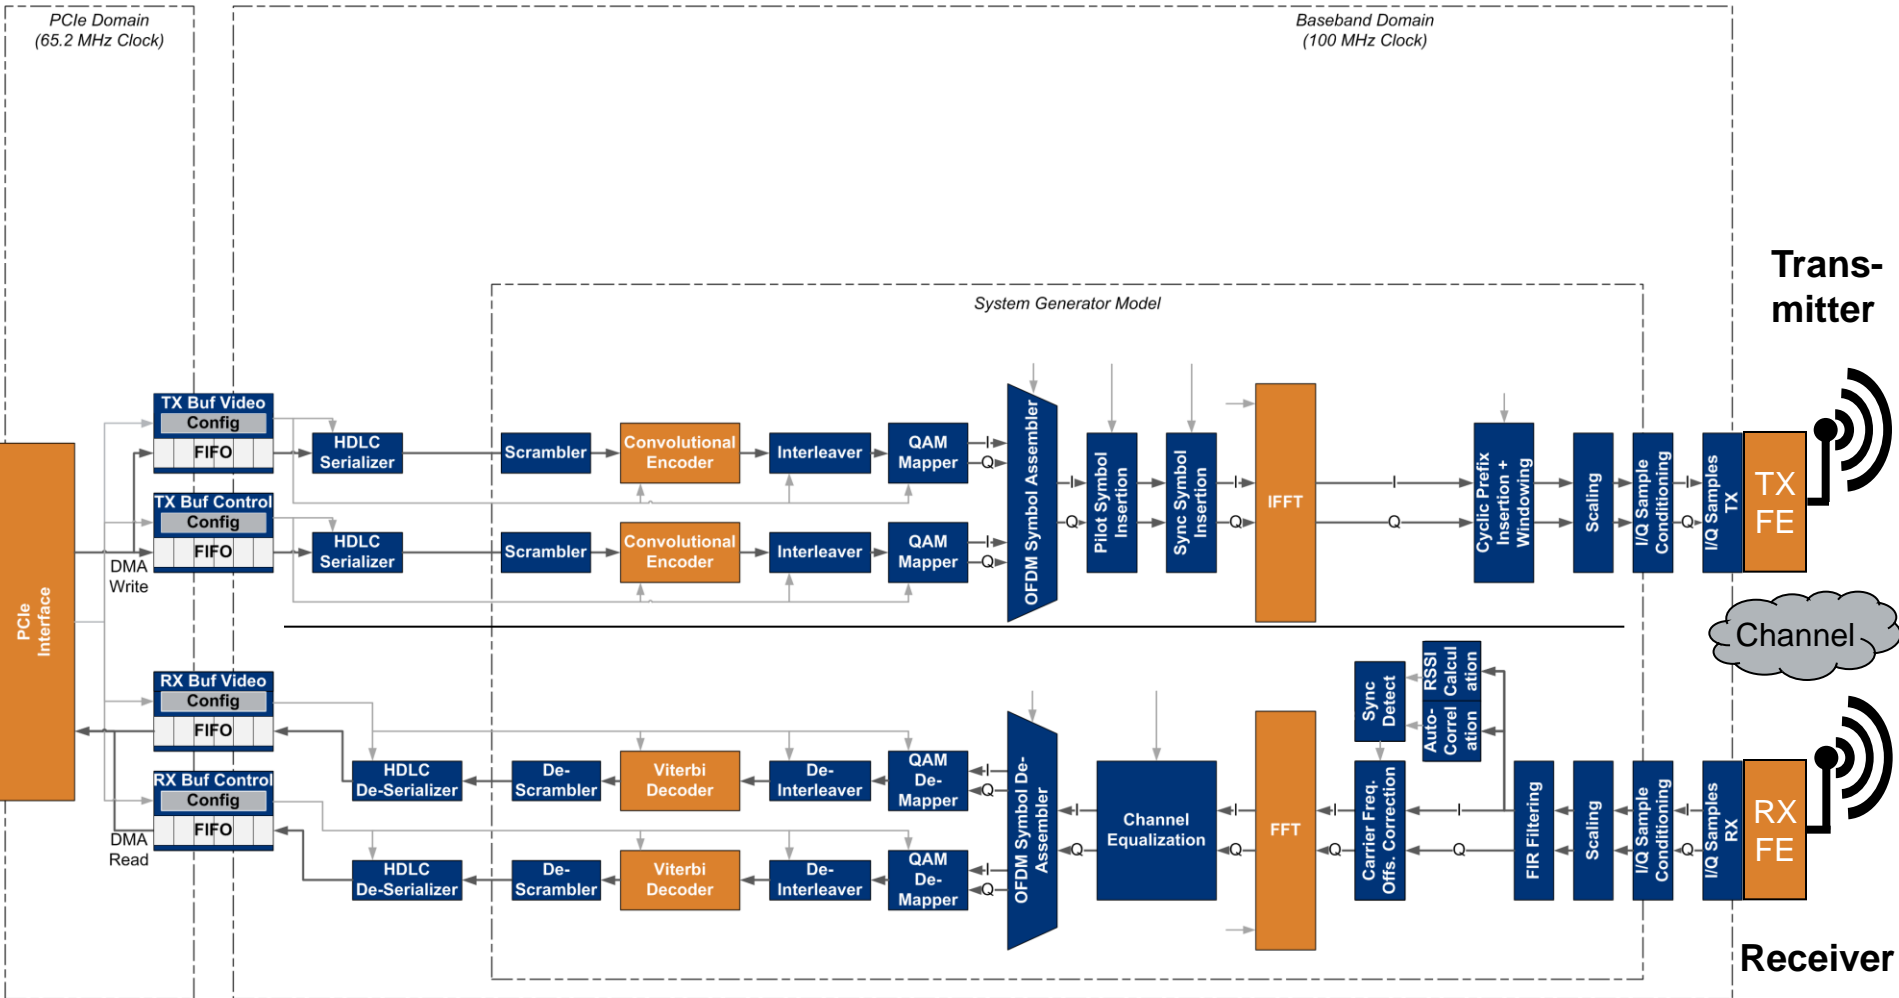 PCIe Domain
(65.2 MHz Clock)
Baseband Domain
(100 MHz Clock)
System Generator Model
Trans-
mitter
TX Buf Video
Config
FIFO
HDLC
Serializer
Scrambler
Convolutional
Encoder
Interleaver
QAM
Mapper
I
Q
TX Buf Control
Config
FIFO
HDLC
Serializer
Scrambler
Convolutional
Encoder
Interleaver
QAM
Mapper
I
Q
OFDM Symbol Assembler
I
Q
Pilot Symbol
Insertion
Sync Symbol
Insertion
I
Q
IFFT
I
Q
Cyclic Prefix
Insertion +
Windowing
Scaling
I/Q Sample
Conditioning
I
Q
I/Q Samples
TX
TX
FE
DMA
Write
PCIe
Interface
Channel
RX Buf Video
Config
FIFO
HDLC
De-Serializer
De-
Scrambler
Viterbi
Decoder
De-
Interleaver
QAM
De-
Mapper
I
Q
RX Buf Control
Config
FIFO
DMA
Read
HDLC
De-Serializer
De-
Scrambler
Viterbi
Decoder
De-
Interleaver
QAM
De-
Mapper
I
Q
OFDM Symbol De-
Assembler
I
Q
Channel
Equalization
I
Q
FFT
I
Q
Sync
Detect
RSSI
Calcul
ation
Auto-
Correl
ation
Carrier Freq.
Offs. Correction
I
Q
FIR Filtering
Scaling
I/Q Sample
Conditioning
I
Q
I/Q Samples
RX
RX
FE
Receiver